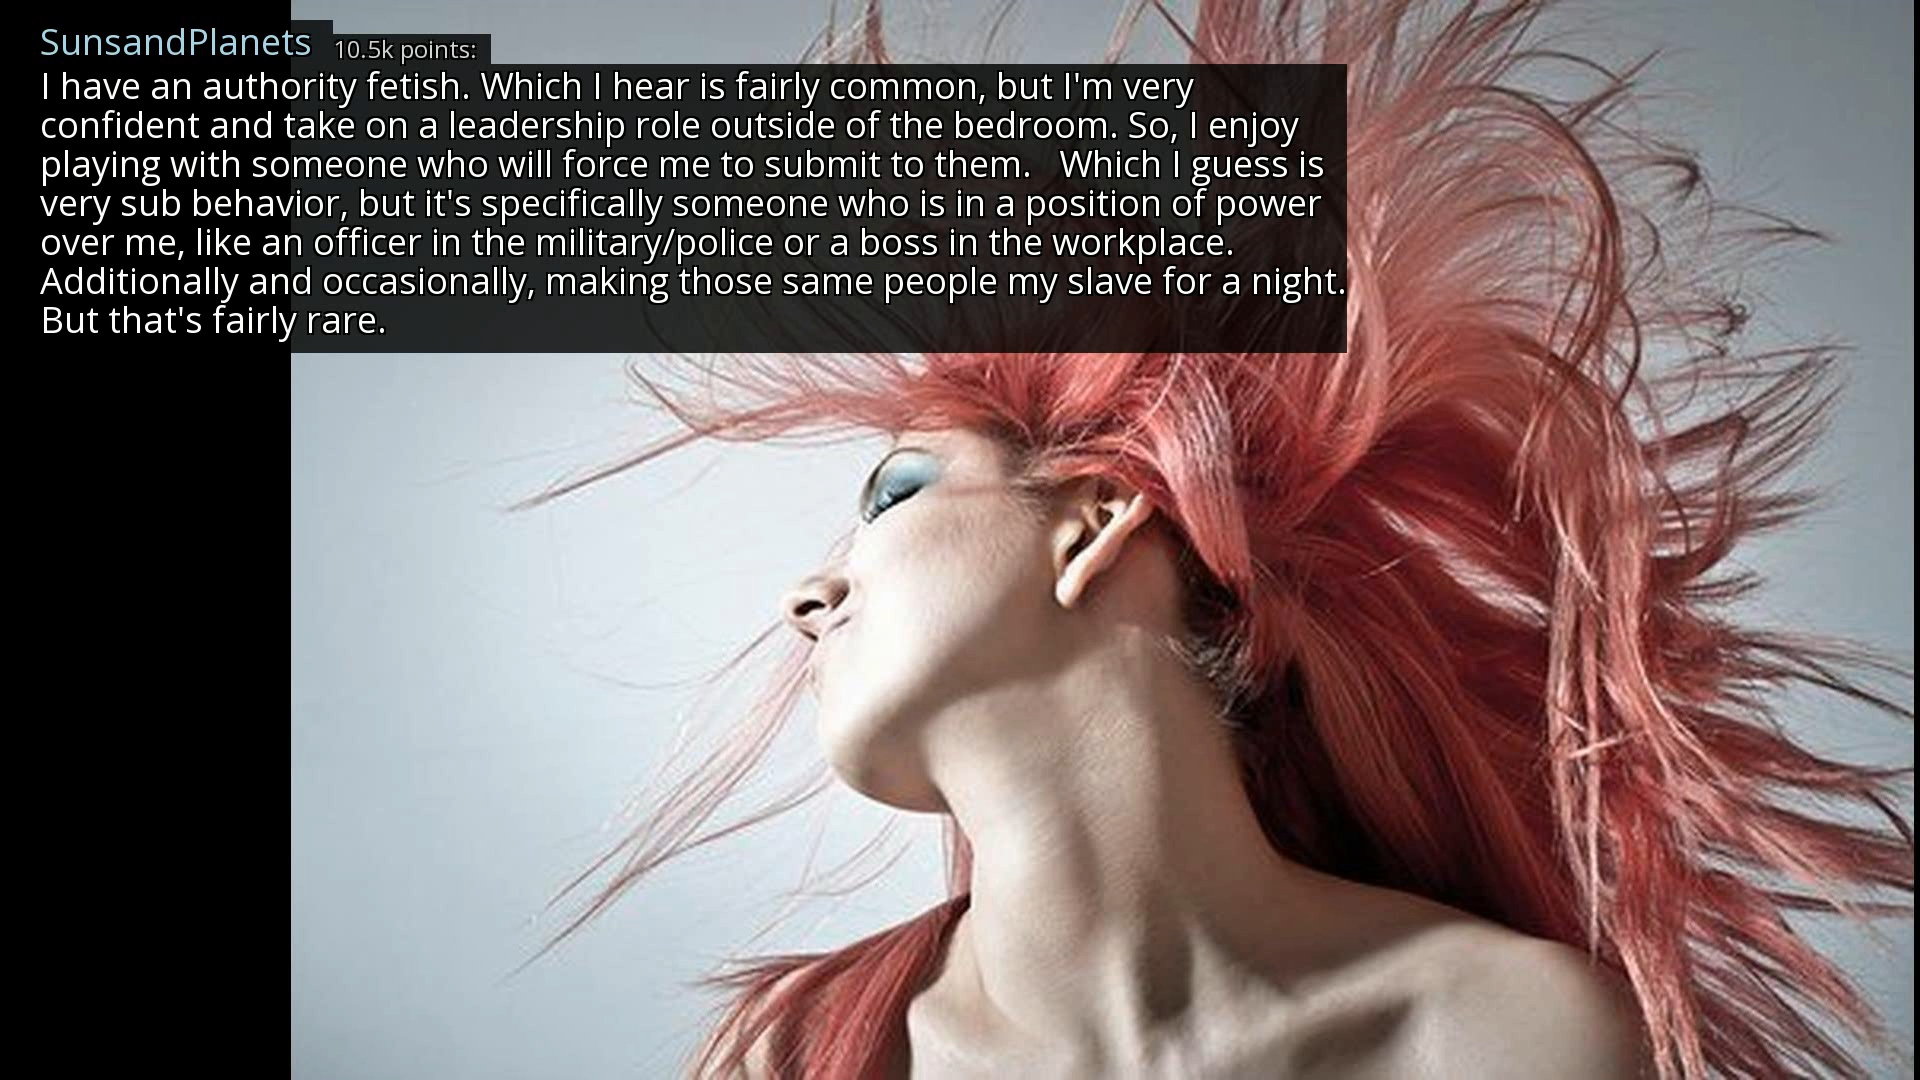 SunsandPlanets 10.5k points:
I have an authority fetish. Which I hear is fairly common, but I'm very
confident and take on a leadership role outside of the bedroom. So, I enjoy
playing with someone who will force me to submit to them.   Which I guess is
very sub behavior, but it's specifically someone who is in a position of power
over me, like an officer in the military/police or a boss in the workplace.
Additionally and occasionally, making those same people my slave for a night.
But that's fairly rare.